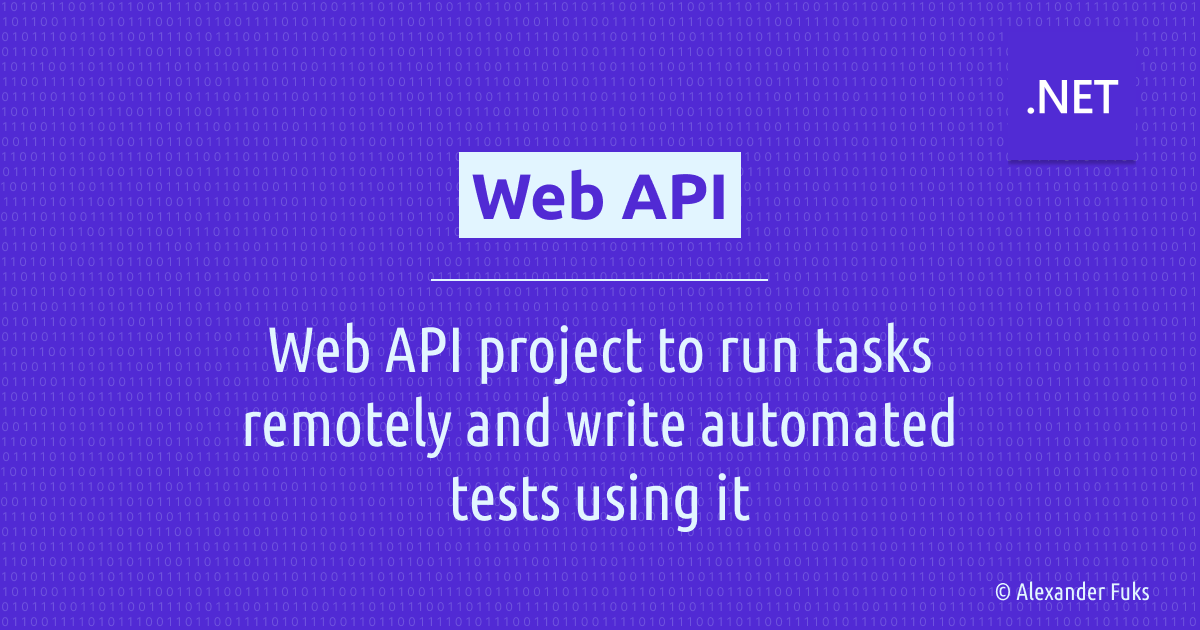 .NET
Web API
Web API project to run tasks
remotely and write automated
tests using it
© Alexander Fuks